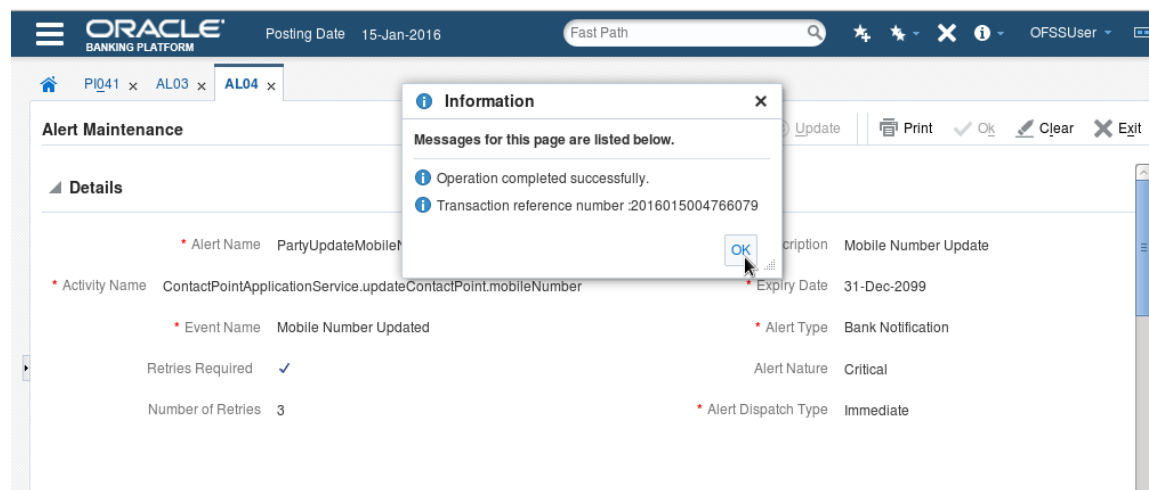 ORACLE
BANKING PLATFORM
Posting Date 15-Jan-2016
Fast Path
OFSSUser
PI041 x AL03 x AL04 x
Alert Maintenance
Update Print Ok Clear Exit
Information
Messages for this page are listed below.
Operation completed successfully.
Transaction reference number :2016015004766079
OK
Details
* Alert Name PartyUpdateMobileN
cription Mobile Number Update
* Activity Name ContactPointApplicationService.updateContactPoint.mobileNumber
* Expiry Date 31-Dec-2099
* Event Name Mobile Number Updated
* Alert Type Bank Notification
Retries Required ✓
Alert Nature Critical
Number of Retries 3
* Alert Dispatch Type Immediate